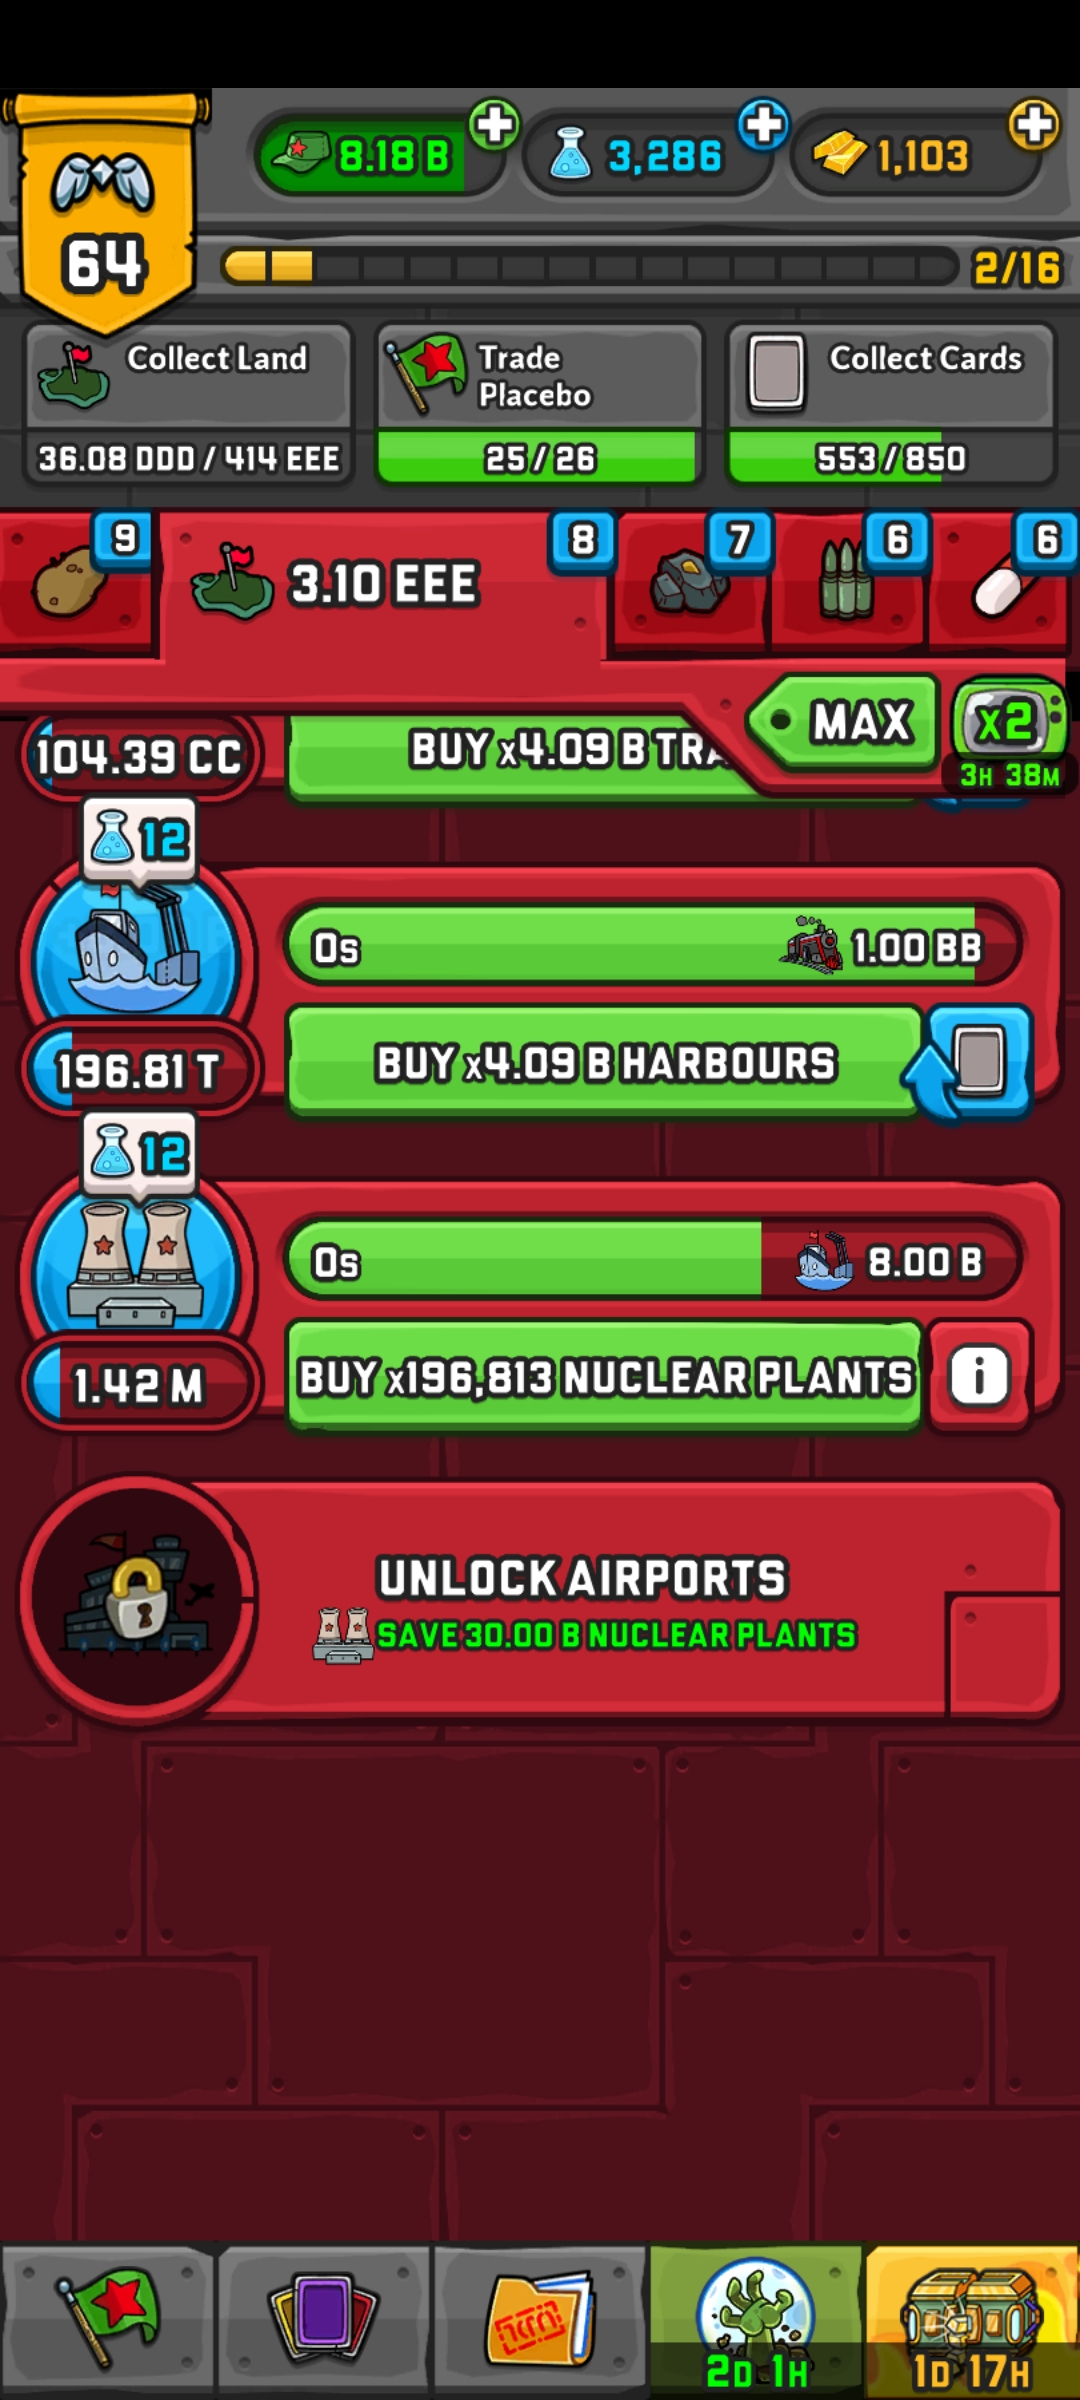 8.18 B
3,286
1,103
64
2/16
Collect Land
36.08 DDD / 414 EEE
Trade
Placebo
25/26
Collect Cards
553/850
9
3.10 EEE
8
7
6
6
MAX
x2
3H 38M
104.39 CC
BUY x4.09 B TRA
12
0s
1.00 BB
196.81 T
BUY x4.09 B HARBOURS
12
0s
8.00 B
1.42 M
BUY x196,813 NUCLEAR PLANTS
i
UNLOCK AIRPORTS
SAVE 30.00 B NUCLEAR PLANTS
2D 1H
1D 17H